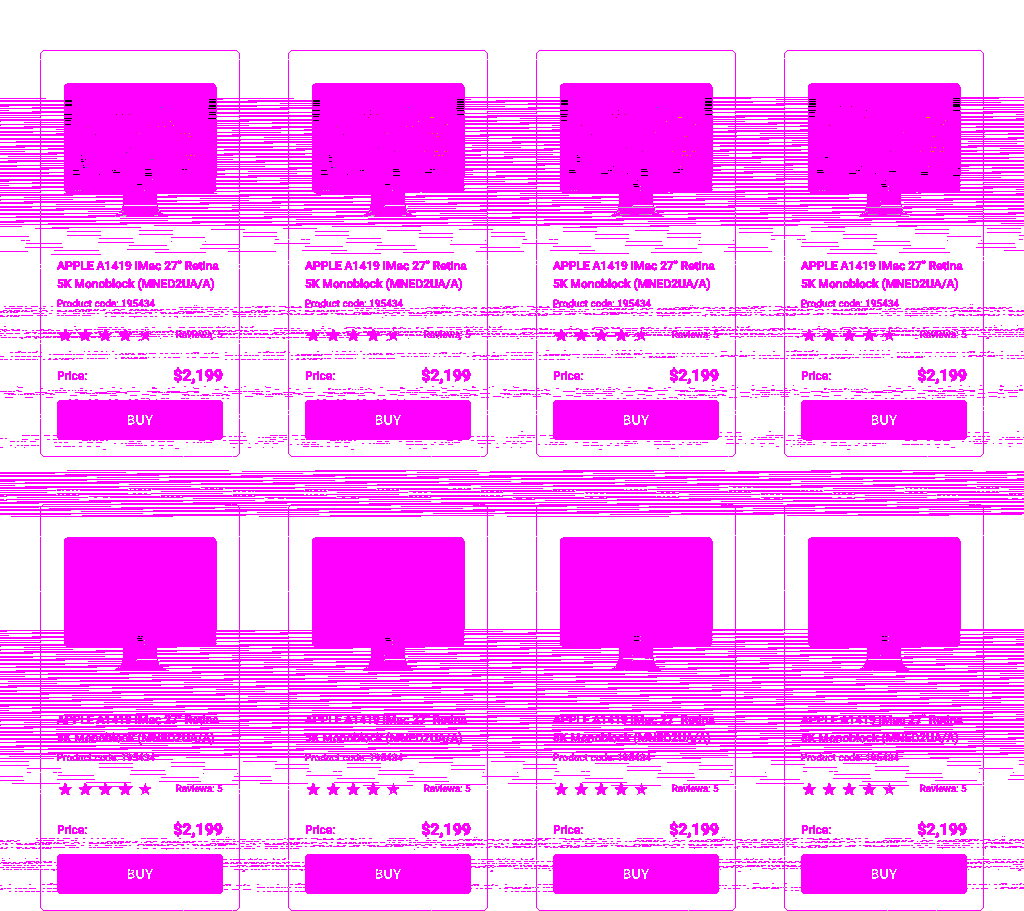 APPLE A1419 iMac 27" Retina
5K Monoblock (MNED2UA/A)
Product code: 195434
Reviews: 5
Price: $2,199
BUY
APPLE A1419 iMac 27" Retina
5K Monoblock (MNED2UA/A)
Product code: 195434
Reviews: 5
Price: $2,199
BUY
APPLE A1419 iMac 27" Retina
5K Monoblock (MNED2UA/A)
Product code: 195434
Reviews: 5
Price: $2,199
BUY
APPLE A1419 iMac 27" Retina
5K Monoblock (MNED2UA/A)
Product code: 195434
Reviews: 5
Price: $2,199
BUY
APPLE A1419 iMac 27" Retina
5K Monoblock (MNED2UA/A)
Product code: 195434
Reviews: 5
Price: $2,199
BUY
APPLE A1419 iMac 27" Retina
5K Monoblock (MNED2UA/A)
Product code: 195434
Reviews: 5
Price: $2,199
BUY
APPLE A1419 iMac 27" Retina
5K Monoblock (MNED2UA/A)
Product code: 195434
Reviews: 5
Price: $2,199
BUY
APPLE A1419 iMac 27" Retina
5K Monoblock (MNED2UA/A)
Product code: 195434
Reviews: 5
Price: $2,199
BUY